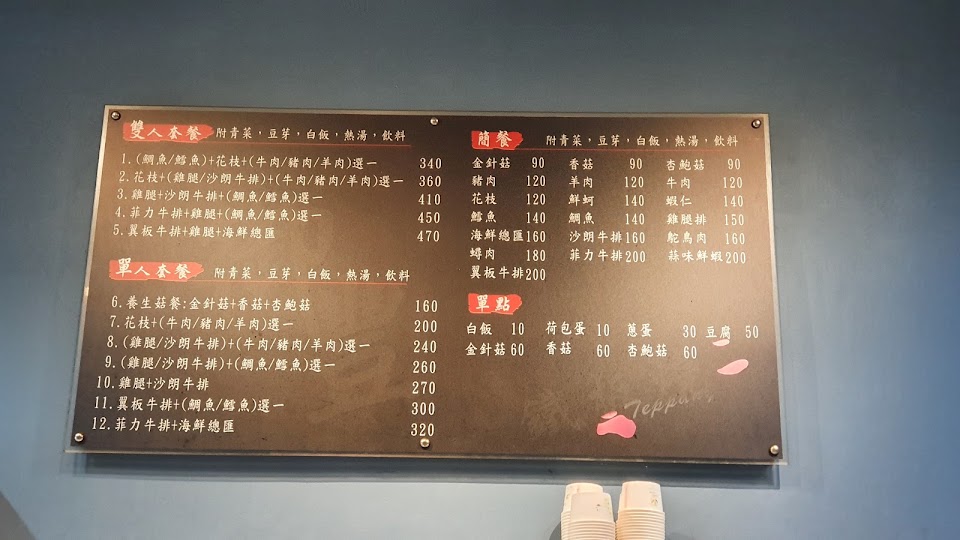 雙人套餐 附青菜，豆芽，白飯，熱湯，飲料
1.(鯛魚/鱈魚)+花枝+(牛肉/豬肉/羊肉)選一 340
2.花枝+(雞腿/沙朗牛排)+(牛肉/豬肉/羊肉)選一 360
3.雞腿+沙朗牛排+(鯛魚/鱈魚)選一 410
4.菲力牛排+雞腿+(鯛魚/鱈魚)選一 450
5.翼板牛排+雞腿+海鮮總匯 470
單人套餐 附青菜，豆芽，白飯，熱湯，飲料
6.養生菇餐:金針菇+香菇+杏鮑菇 160
7.花枝+(牛肉/豬肉/羊肉)選一 200
8.(雞腿/沙朗牛排)+(牛肉/豬肉/羊肉)選一 240
9.(雞腿/沙朗牛排)+(鯛魚/鱈魚)選一 260
10.雞腿+沙朗牛排 270
11.翼板牛排+(鯛魚/鱈魚)選一 300
12.菲力牛排+海鮮總匯 320
簡餐 附青菜，豆芽，白飯，熱湯，飲料
金針菇 90 香菇 90 杏鮑菇 90
豬肉 120 羊肉 120 牛肉 120
花枝 120 鮮蚵 140 蝦仁 140
鱈魚 140 鯛魚 140 雞腿排 150
海鮮總匯 160 沙朗牛排 160 鴕鳥肉 160
蟳肉 180 菲力牛排 200 蒜味鮮蝦 200
翼板牛排 200
單點
白飯 10 荷包蛋 10 蔥蛋 30 豆腐 50
金針菇 60 香菇 60 杏鮑菇 60